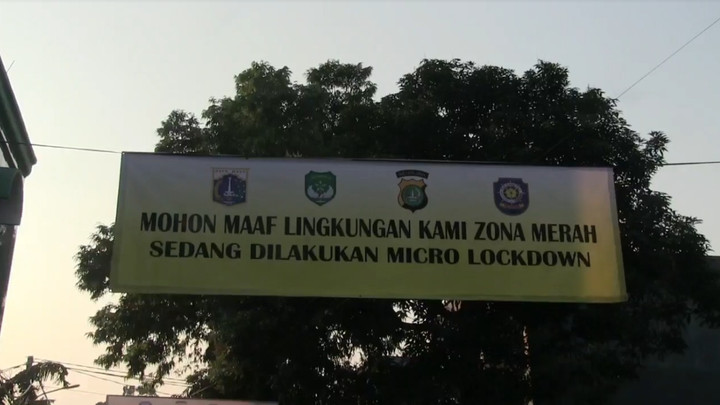 MOHON MAAF LINGKUNGAN KAMI ZONA MERAH
SEDANG DILAKUKAN MICRO LOCKDOWN